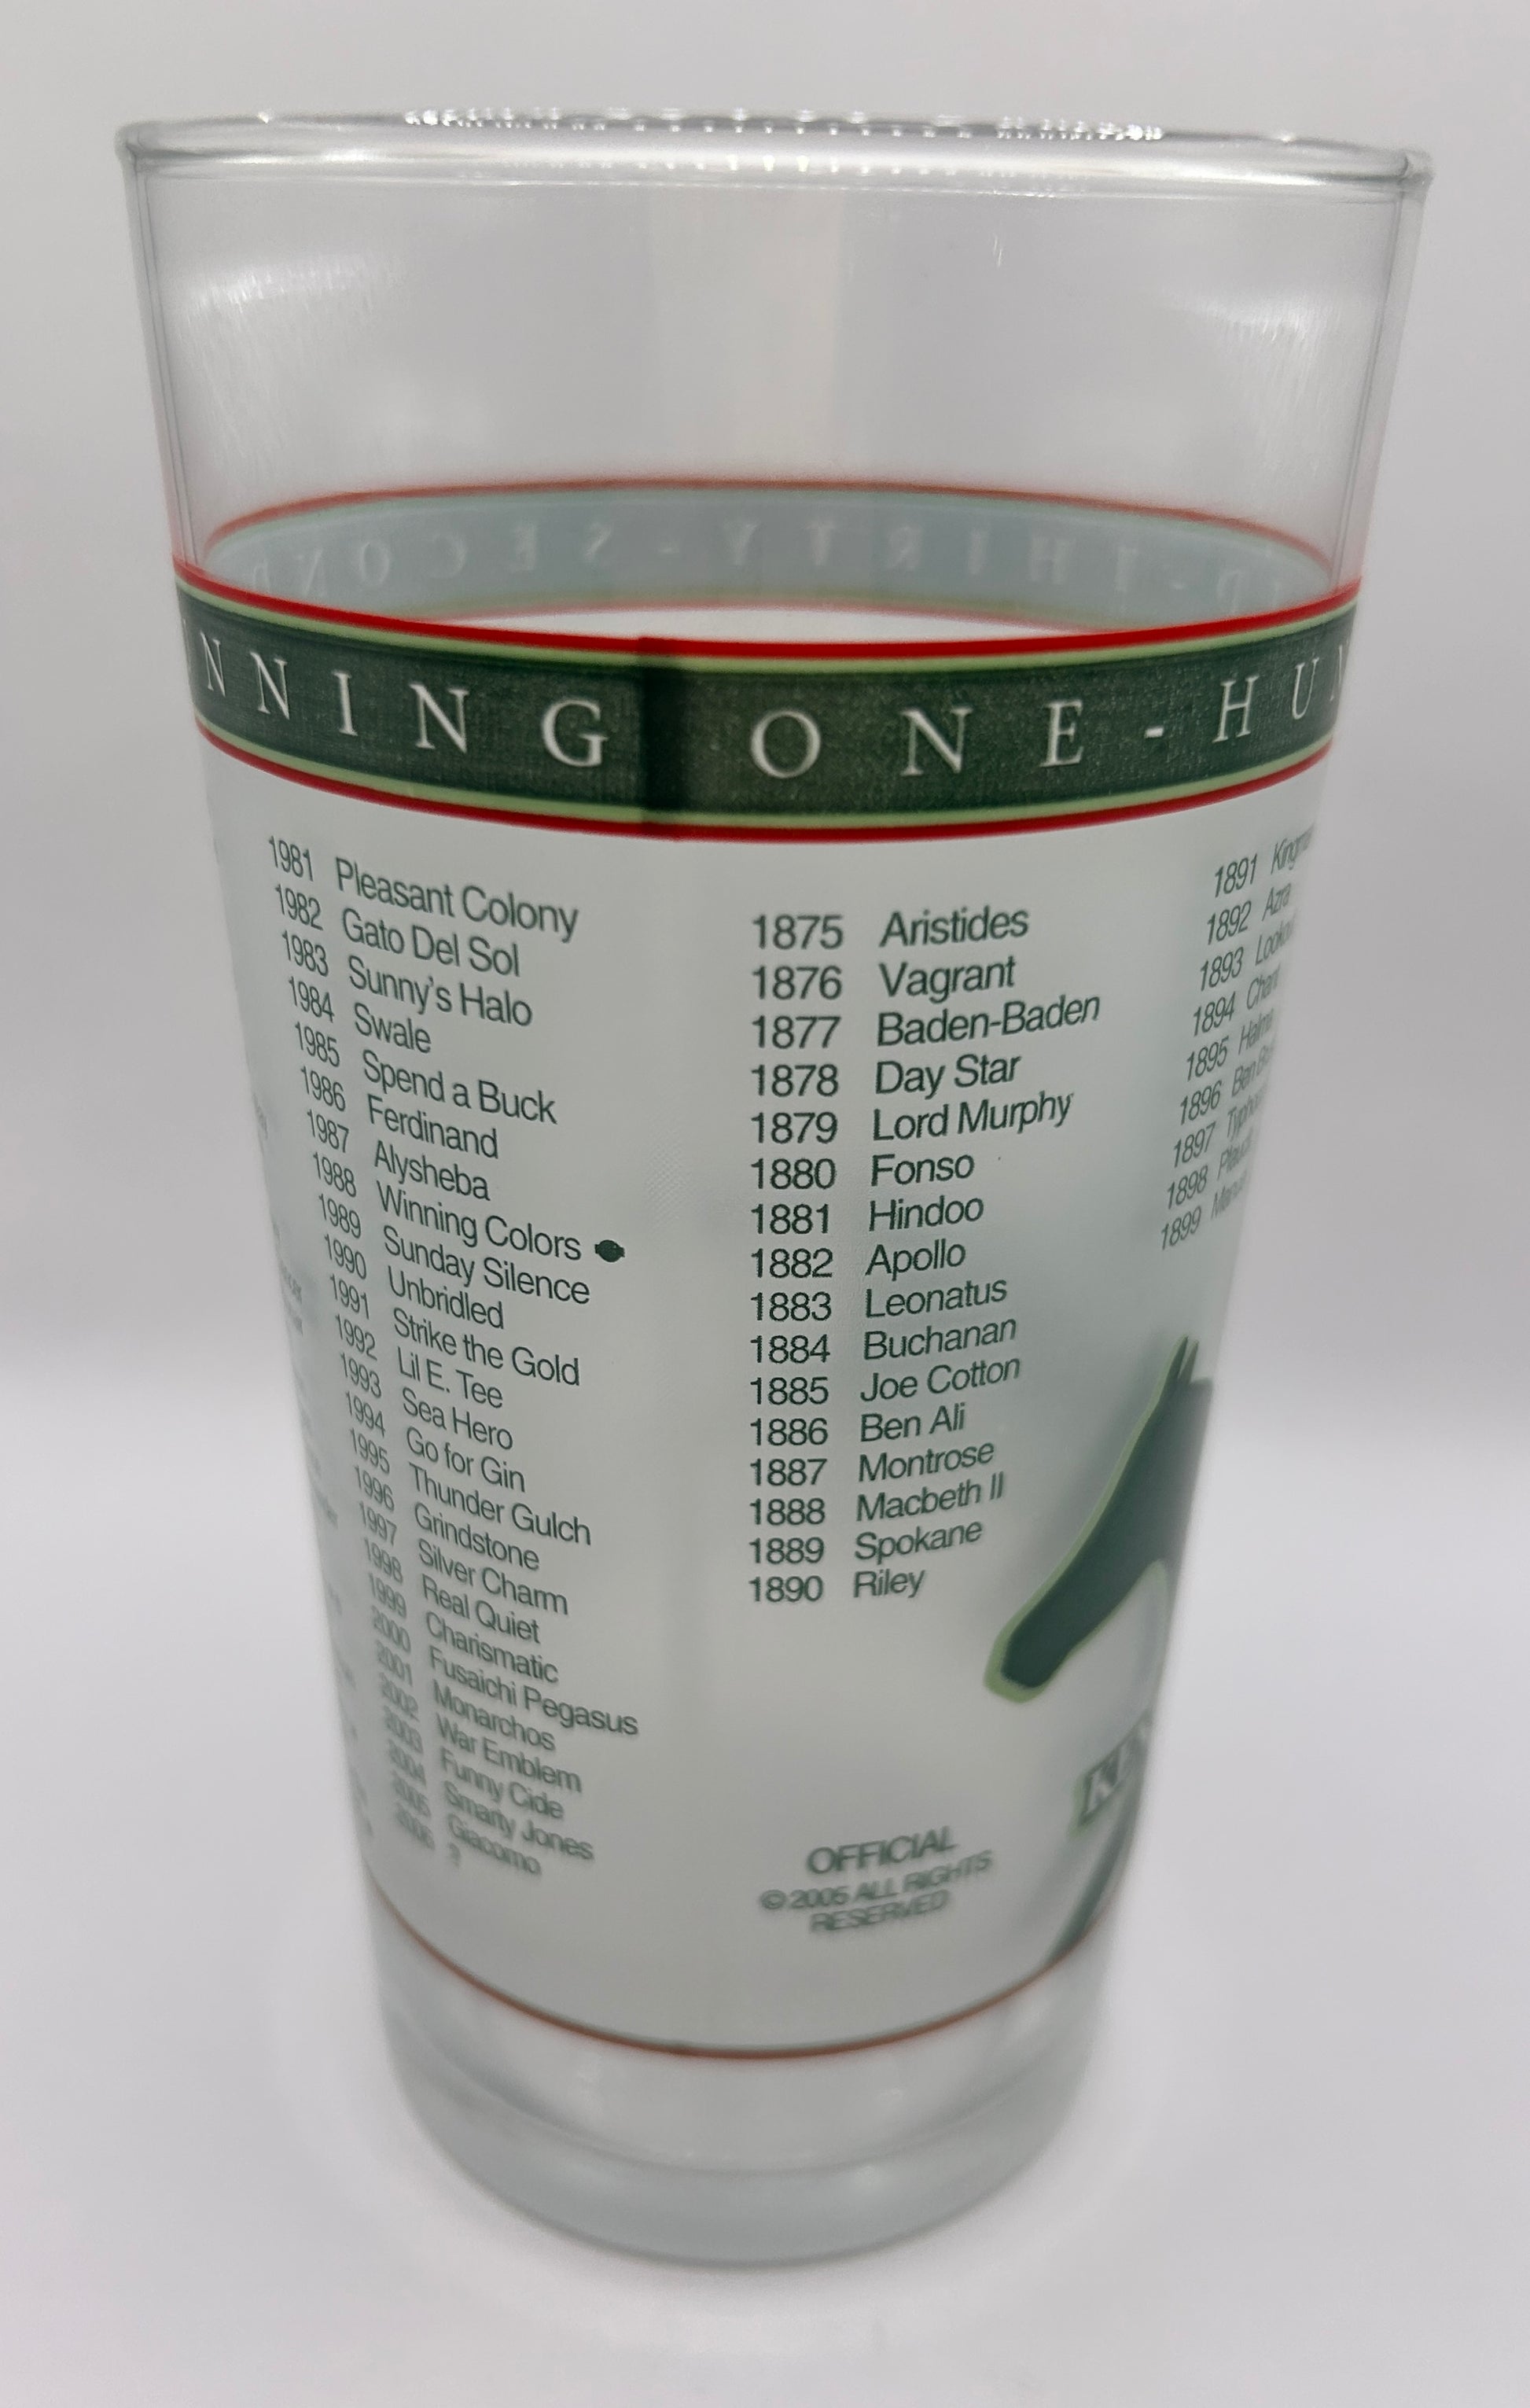 NNING ONE-HUN
1981 Pleasant Colony
1982 Gato Del Sol
1983 Sunny's Halo
1984 Swale
1985 Spend a Buck
1986 Ferdinand
1987 Alysheba
1988 Winning Colors
1989 Sunday Silence
1990 Unbridled
1991 Strike the Gold
1992 Lil E. Tee
1993 Sea Hero
1994 Go for Gin
1995 Thunder Gulch
1996 Grindstone
1997 Silver Charm
1998 Real Quiet
1999 Charismatic
2000 Fusaichi Pegasus
2001 Monarchos
2002 War Emblem
2003 Funny Cide
2004 Smarty Jones
2005 Giacomo
2006 ?
1875 Aristides
1876 Vagrant
1877 Baden-Baden
1878 Day Star
1879 Lord Murphy
1880 Fonso
1881 Hindoo
1882 Apollo
1883 Leonatus
1884 Buchanan
1885 Joe Cotton
1886 Ben Ali
1887 Montrose
1888 Macbeth II
1889 Spokane
1890 Riley
OFFICIAL
© 2005 ALL RIGHTS
RESERVED
1891
1892 Azra
1893
1894
1895
1896
1897
1898
1899